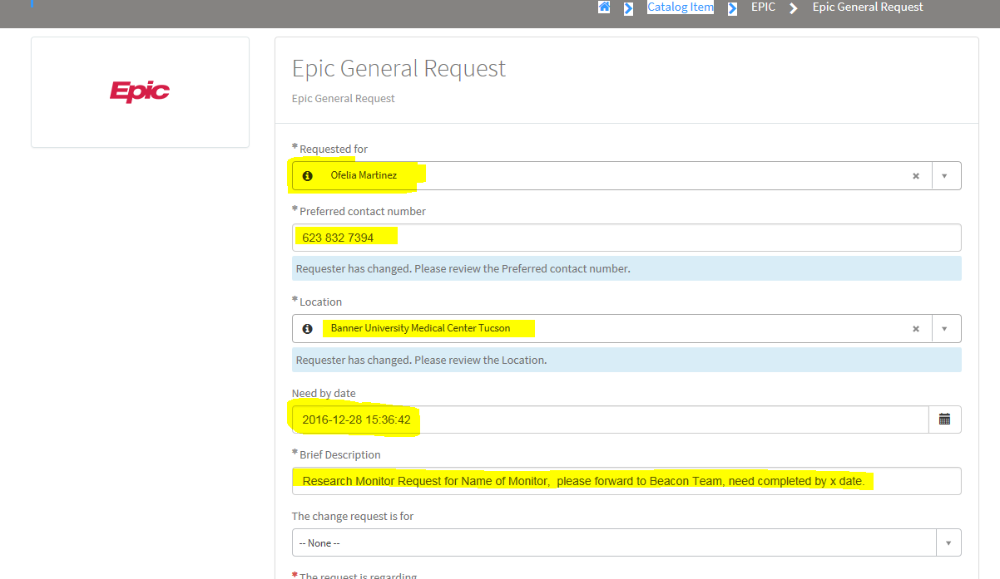 Catalog Item EPIC Epic General Request
Epic
Epic General Request
Epic General Request
* Requested for
Ofelia Martinez
* Preferred contact number
623 832 7394
Requester has changed. Please review the Preferred contact number.
* Location
Banner University Medical Center Tucson
Requester has changed. Please review the Location.
Need by date
2016-12-28 15:36:42
* Brief Description
Research Monitor Request for Name of Monitor, please forward to Beacon Team, need completed by x date.
The change request is for
-- None --
* The request is regarding